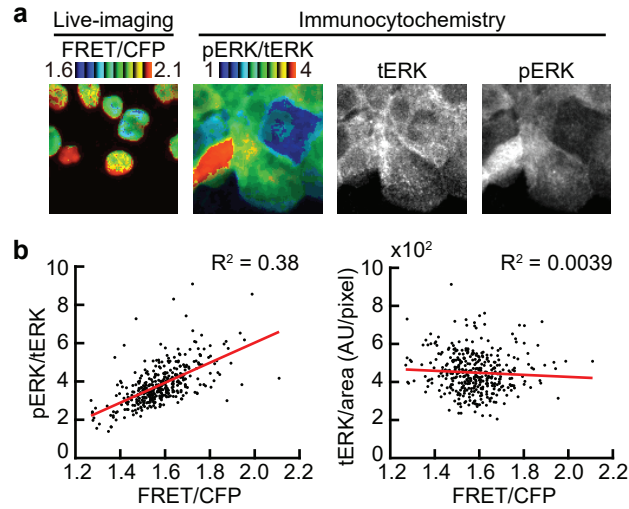 a
Live-imaging
Immunocytochemistry
FRET/CFP
pERK/tERK
tERK
pERK
1.6 2.1
1 4
b
R² = 0.38
pERK/tERK
10
8
6
4
2
0
1.2 1.4 1.6 1.8 2.0 2.2
FRET/CFP
x10²
R² = 0.0039
tERK/area (AU/pixel)
10
8
6
4
2
0
1.2 1.4 1.6 1.8 2.0 2.2
FRET/CFP